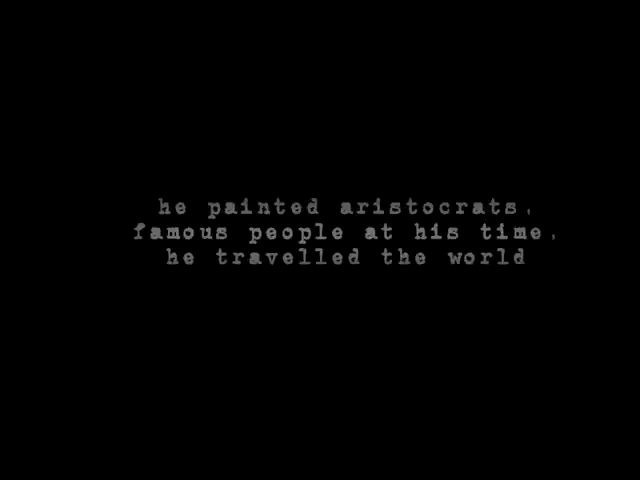 he painted aristocrats,
famous people at his time,
he travelled the world